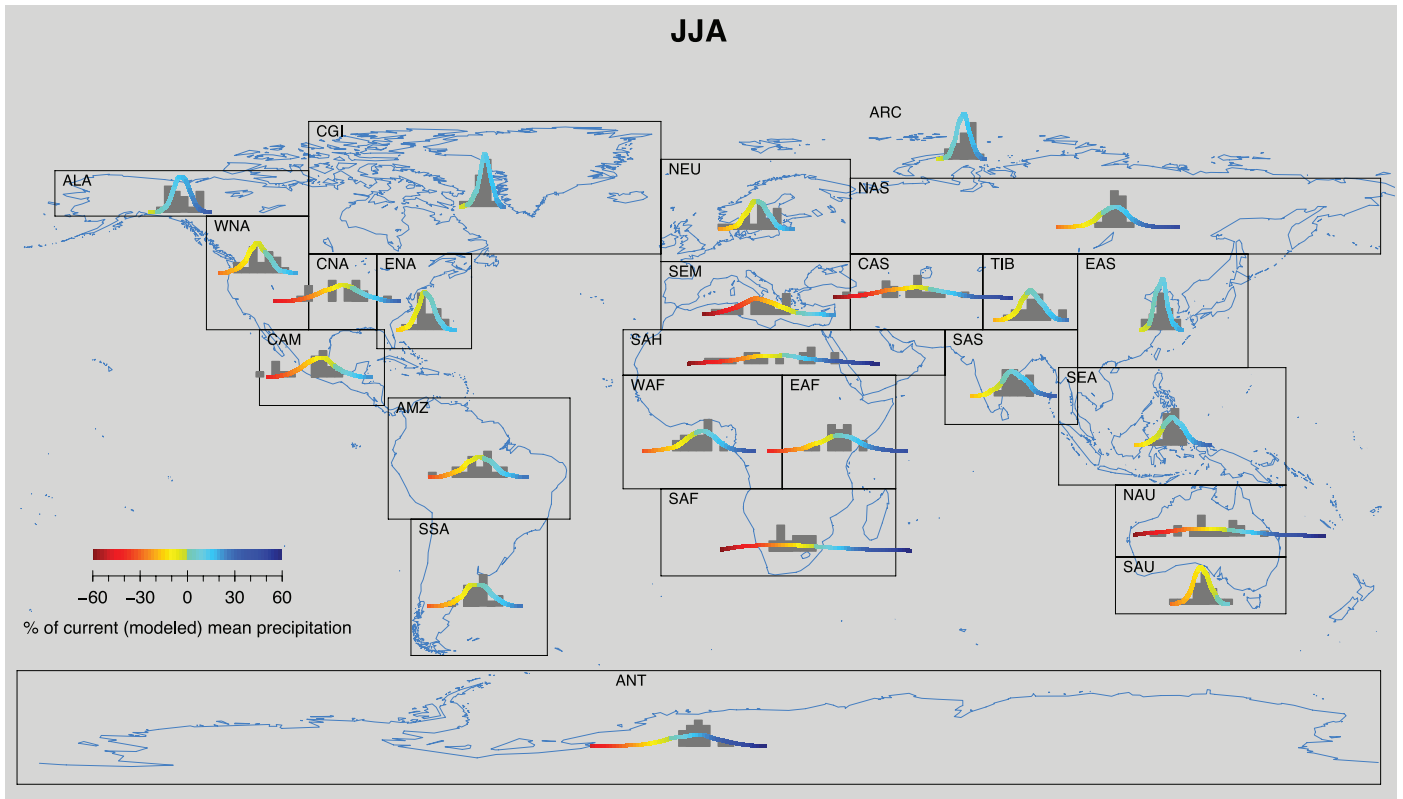 JJA
ARC
CGI
NEU
ALA
NAS
WNA
CNA
ENA
SEM
CAS
TIB
EAS
CAM
SAH
SAS
WAF
EAF
SEA
AMZ
SAF
NAU
SSA
SAU
−60 −30 0 30 60
% of current (modeled) mean precipitation
ANT